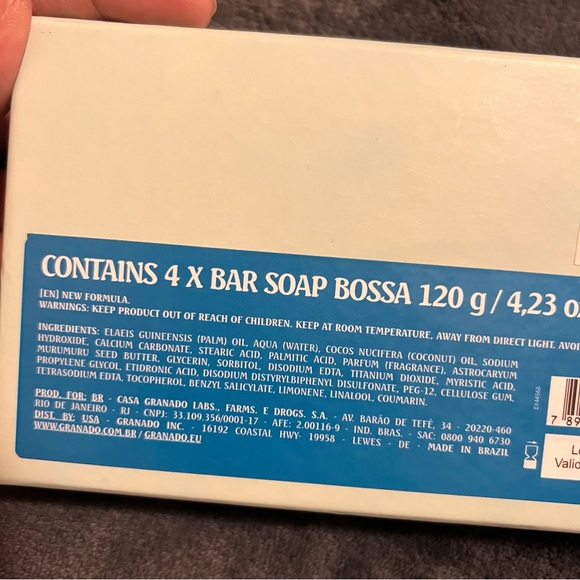 CONTAINS 4 X BAR SOAP BOSSA 120 g / 4,23 o
[EN] NEW FORMULA.
WARNINGS: KEEP PRODUCT OUT OF REACH OF CHILDREN. KEEP AT ROOM TEMPERATURE, AWAY FROM DIRECT LIGHT. AVOI
INGREDIENTS: ELAEIS GUINEENSIS (PALM) OIL, AQUA (WATER), COCOS NUCIFERA (COCONUT) OIL, SODIUM
HYDROXIDE, CALCIUM CARBONATE, STEARIC ACID, PALMITIC ACID, PARFUM (FRAGRANCE), ASTROCARYUM
MURUMURU SEED BUTTER, GLYCERIN, SORBITOL, DISODIUM EDTA, TITANIUM DIOXIDE, MYRISTIC ACID,
PROPYLENE GLYCOL, ETIDRONIC ACID, DISODIUM DISTYRYLBIPHENYL DISULFONATE, PEG-12, CELLULOSE GUM,
TETRASODIUM EDTA, TOCOPHEROL, BENZYL SALICYLATE, LIMONENE, LINALOOL, COUMARIN.
PROD. FOR: BR - CASA GRANADO LABS., FARMS. E DROGS. S.A. - AV. BARÃO DE TEFÉ, 34 - 20220-460
RIO DE JANEIRO - RJ - CNPJ: 33.109.356/0001-17 - AFE: 2.00116-9 - IND. BRAS. - SAC: 0800 940 6730
DIST. BY: USA - GRANADO INC. - 16192 COASTAL HWY- 19958 - LEWES - DE - MADE IN BRAZIL
WWW.GRANADO.COM.BR/ GRANADO.EU
7 89
Lo
Valid